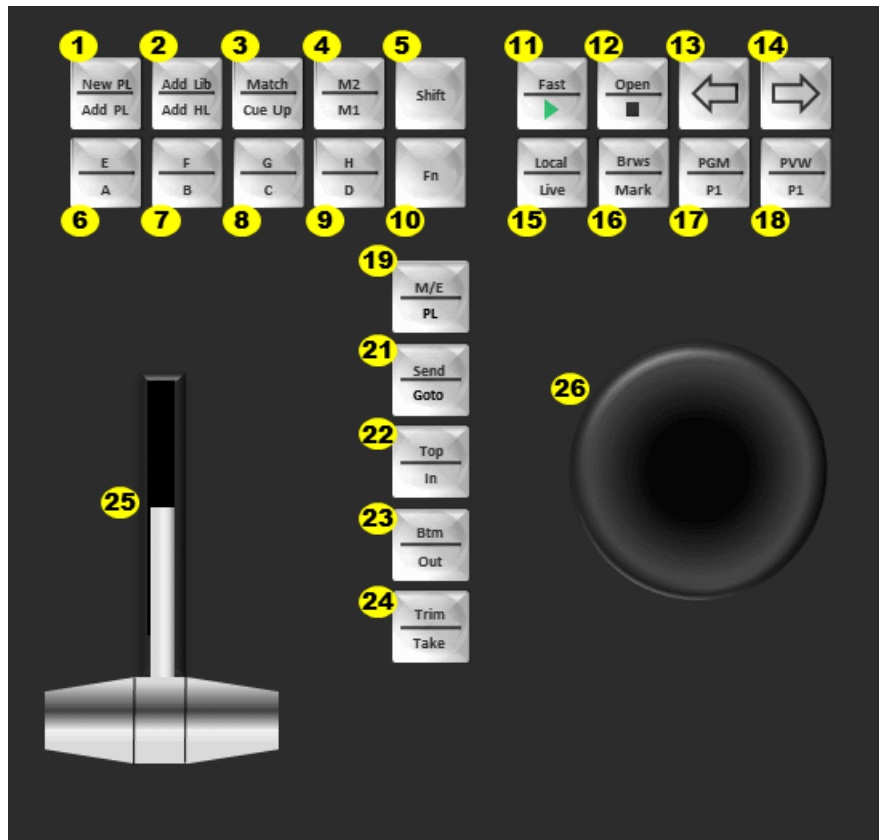 1 2 3 4 5 11 12 13 14
New PL Add Lib Match M2 Shift Fast Open
Add PL Add HL Cue Up M1
E F G H Fn Local Brws PGM PVW
A B C D Live Mark P1 P1
6 7 8 9 10 15 16 17 18
19
M/E
PL
21
Send
Goto
26
22
Top
In
25
23
Btm
Out
24
Trim
Take